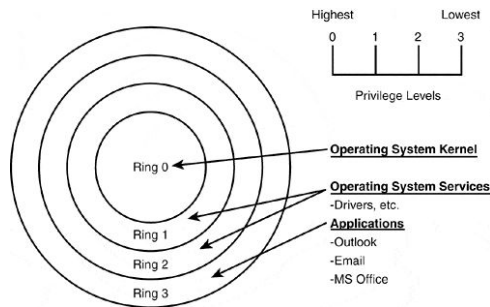 Highest Lowest
0 1 2 3
Privilege Levels
Ring 0
Operating System Kernel
Operating System Services
-Drivers, etc.
Applications
-Outlook
-Email
-MS Office
Ring 1
Ring 2
Ring 3